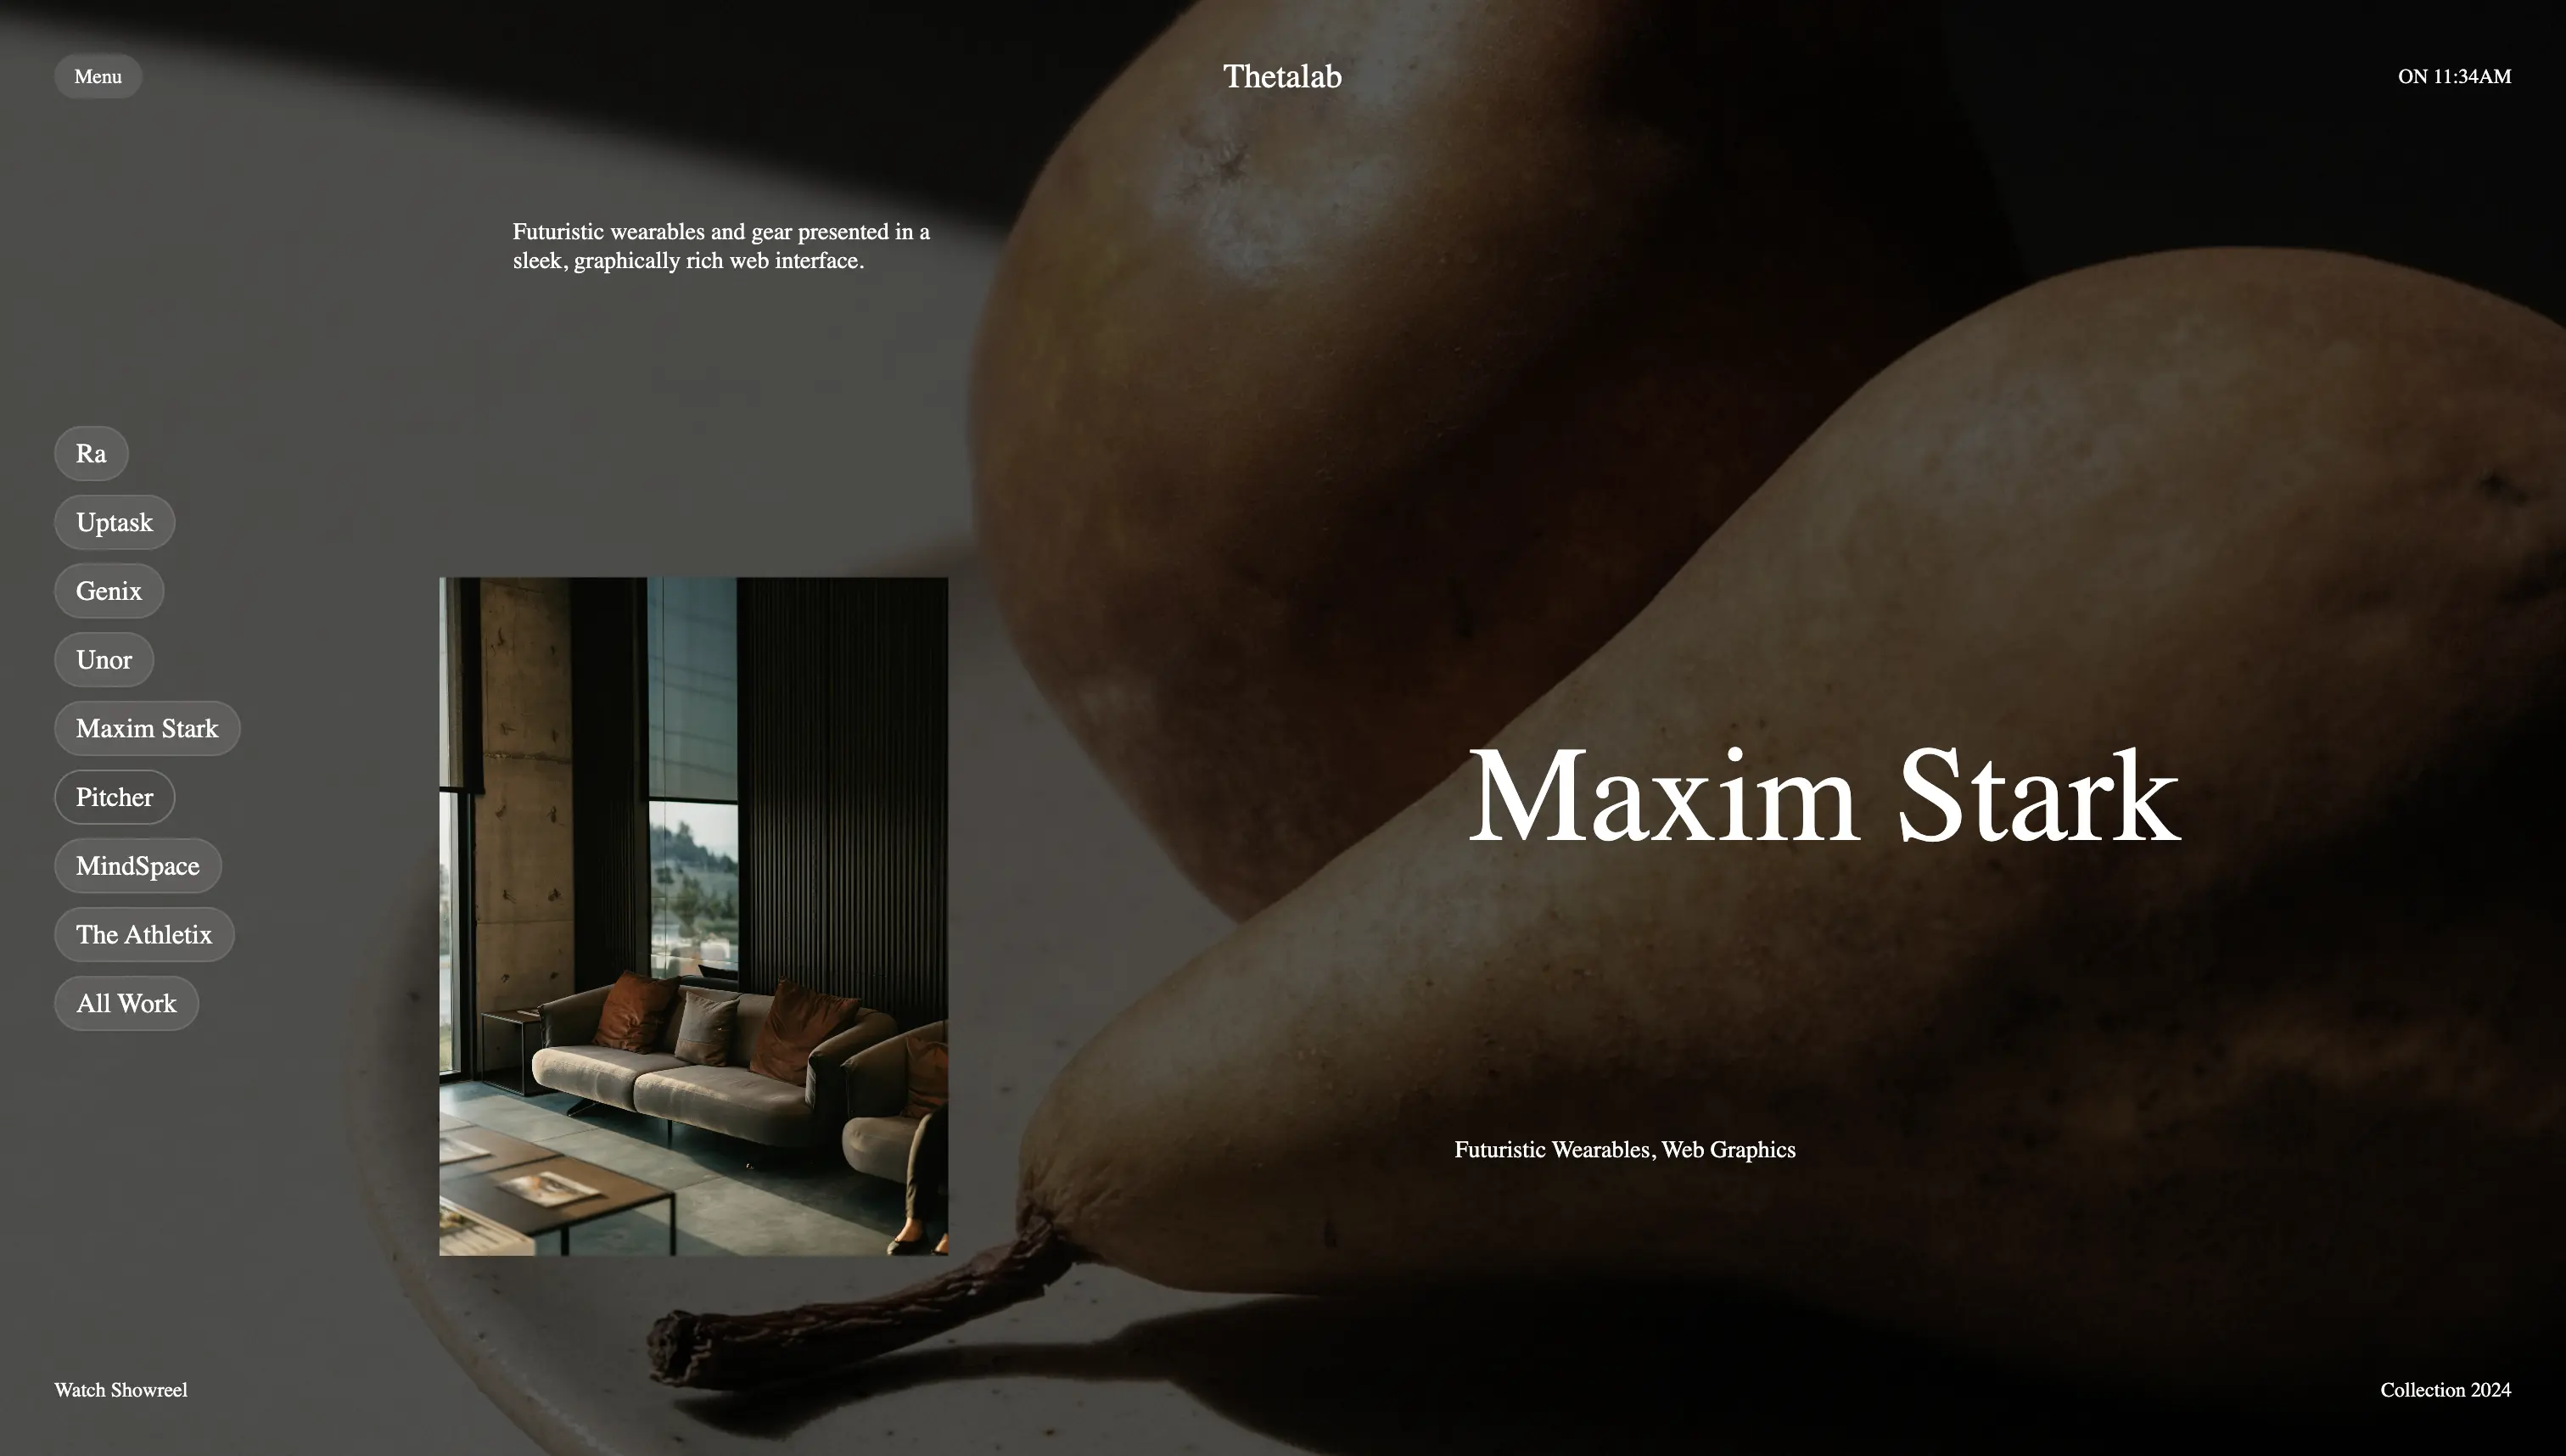 Menu
Thetalab
ON 11:34AM
Futuristic wearables and gear presented in a
sleek, graphically rich web interface.
Ra
Uptask
Genix
Unor
Maxim Stark
Pitcher
MindSpace
The Athletix
All Work
Maxim Stark
Futuristic Wearables, Web Graphics
Watch Showreel
Collection 2024